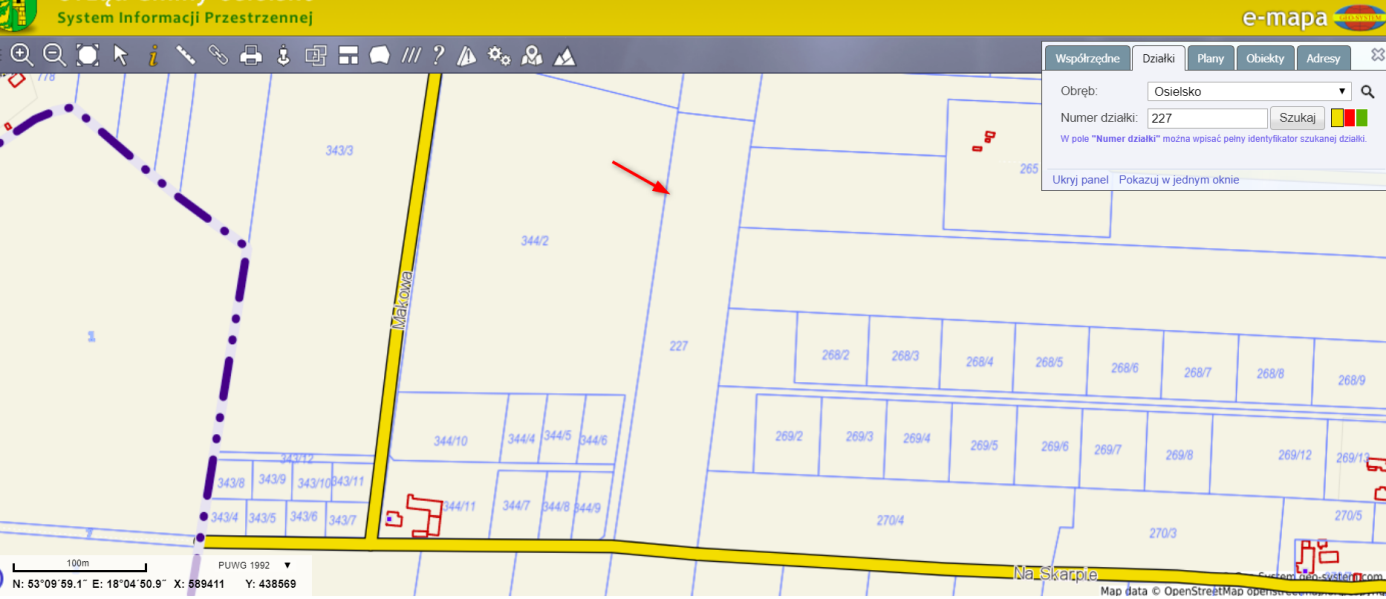 System Informacji Przestrzennej
e-mapa
GEO-SYSTEM
Współrzędne Działki Plany Obiekty Adresy
Obręb: Osielsko
Numer działki: 227 Szukaj
W pole "Numer działki" można wpisać pełny identyfikator szukanej działki.
Ukryj panel Pokazuj w jednym oknie
778
343/3
265
344/2
Makowa
1
227
268/2 268/3 268/4 268/5 268/6 268/7 268/8 268/9
344/10 344/4 344/5 344/6
269/2 269/3 269/4 269/5 269/6 269/7 269/8 269/12 269/13
343/12
343/8 343/9 343/10 343/11
344/11 344/7 344/8 344/9
343/4 343/5 343/6 343/7
270/4 270/3 270/5
Na Skarpie
100m
PUWG 1992
N: 53°09´59.1¨ E: 18°04´50.9¨ X: 589411 Y: 438569
Map data © OpenStreetMap